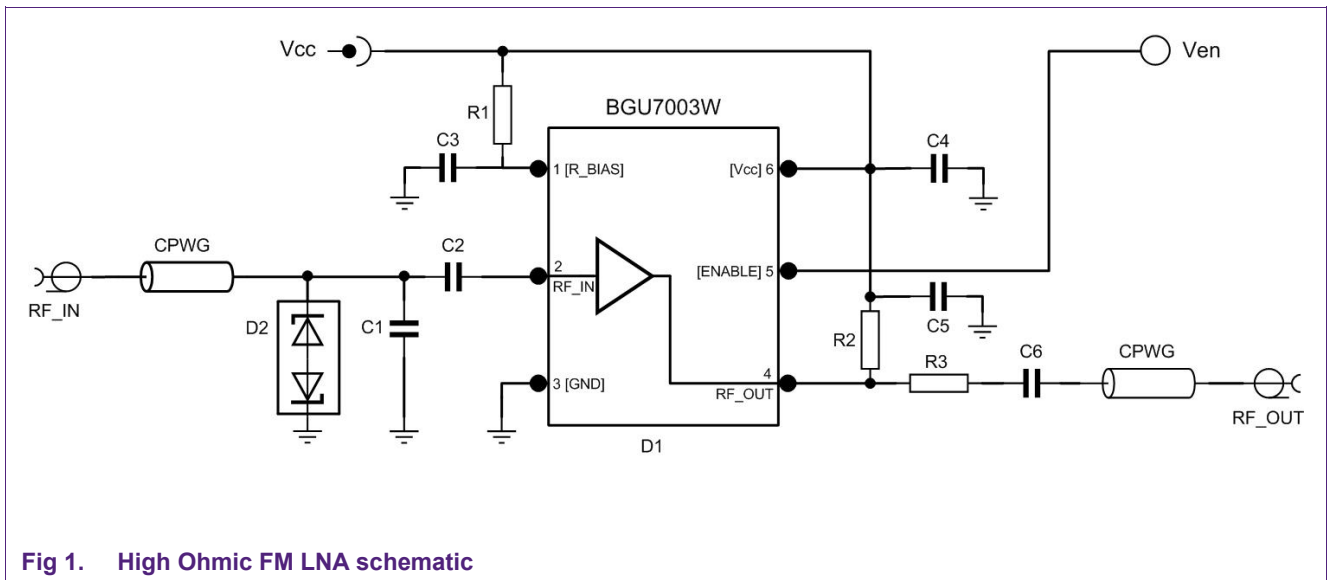 Vcc
Ven
R1
BGU7003W
C3
C4
1 [R_BIAS]
[Vcc] 6
CPWG
C2
[ENABLE] 5
2
RF_IN
RF_IN
D2
C1
C5
R2
3 [GND]
4
RF_OUT
R3
C6
CPWG
RF_OUT
D1
Fig 1. High Ohmic FM LNA schematic